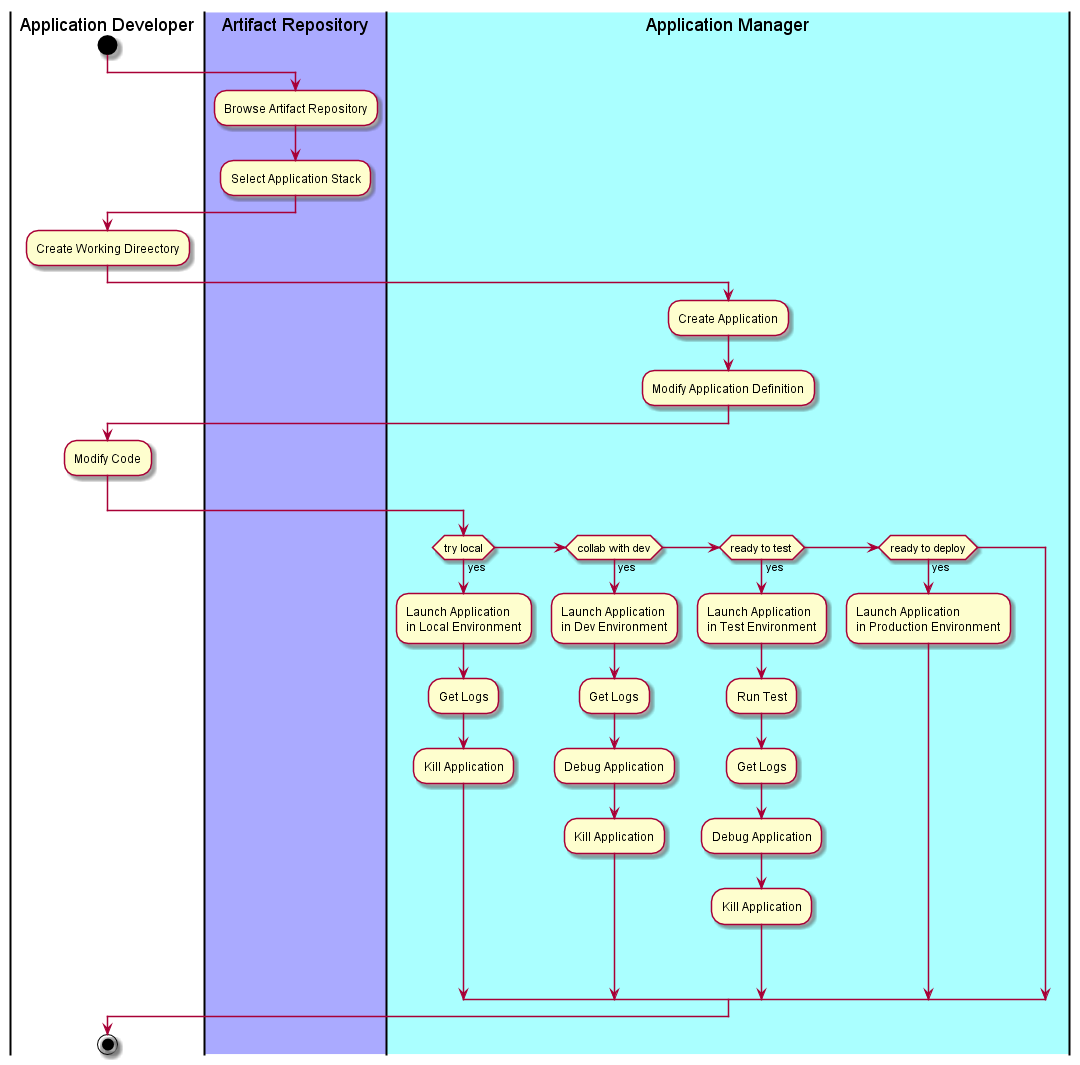 Application Developer
Artifact Repository
Application Manager
Browse Artifact Repository
Select Application Stack
Create Working Direectory
Create Application
Modify Application Definition
Modify Code
try local
collab with dev
ready to test
ready to deploy
yes
yes
yes
yes
Launch Application
in Local Environment
Launch Application
in Dev Environment
Launch Application
in Test Environment
Launch Application
in Production Environment
Get Logs
Get Logs
Run Test
Kill Application
Debug Application
Get Logs
Kill Application
Debug Application
Kill Application